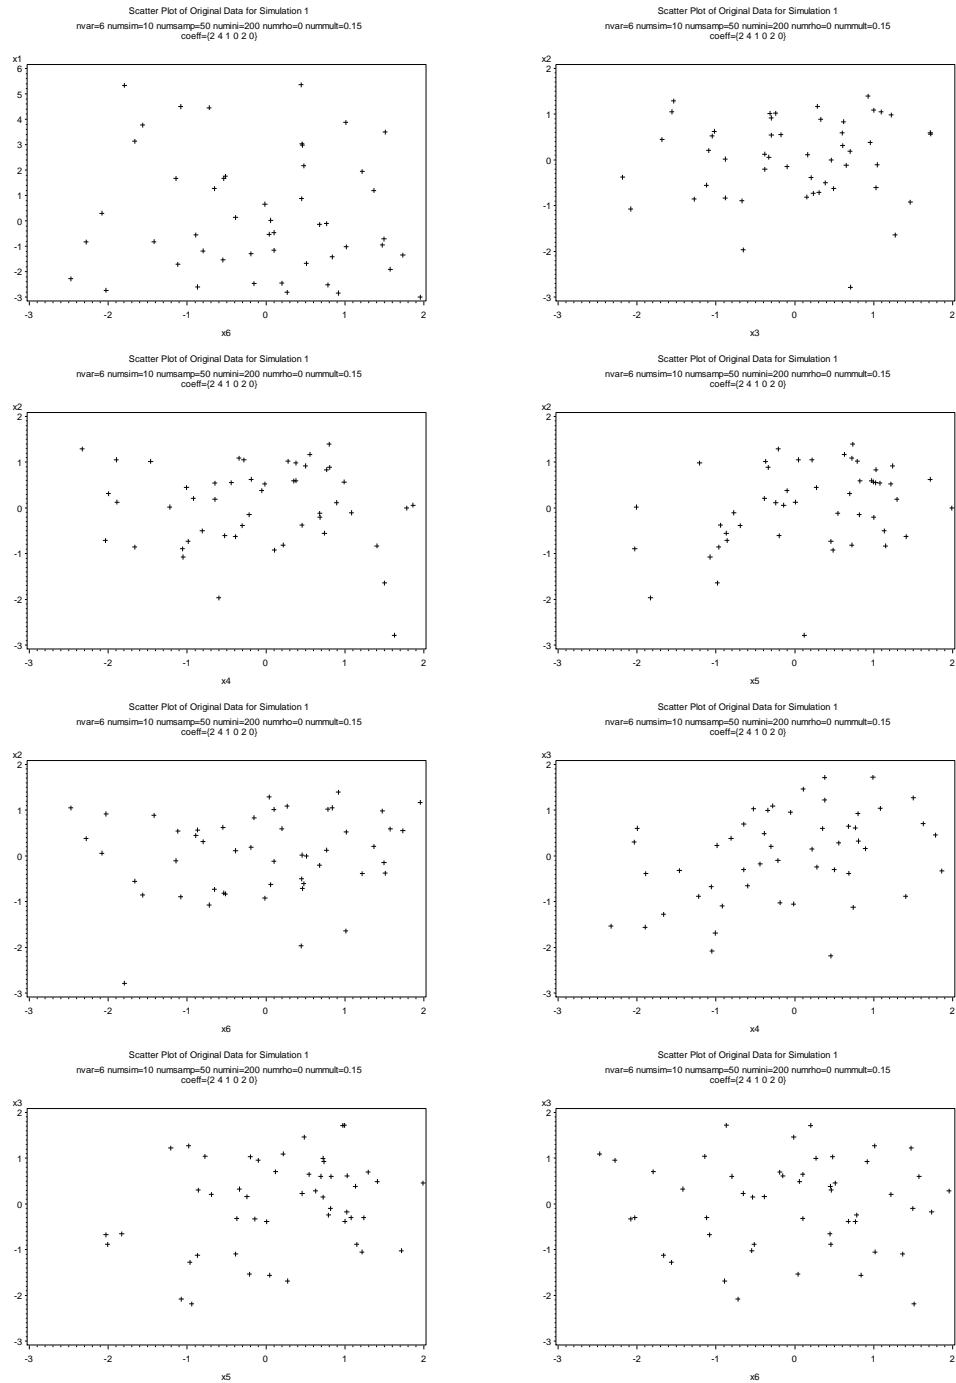 Scatter Plot of Original Data for Simulation 1
nvar=6 numsim=10 numsamp=50 numini=200 numrho=0 nummult=0.15
coeff={2 4 1 0 2 0}
x1
6
5
4
3
2
1
0
-1
-2
-3
-3 -2 -1 0 1 2
x6
Scatter Plot of Original Data for Simulation 1
nvar=6 numsim=10 numsamp=50 numini=200 numrho=0 nummult=0.15
coeff={2 4 1 0 2 0}
x2
2
1
0
-1
-2
-3
-3 -2 -1 0 1 2
x3
Scatter Plot of Original Data for Simulation 1
nvar=6 numsim=10 numsamp=50 numini=200 numrho=0 nummult=0.15
coeff={2 4 1 0 2 0}
x2
2
1
0
-1
-2
-3
-3 -2 -1 0 1 2
x4
Scatter Plot of Original Data for Simulation 1
nvar=6 numsim=10 numsamp=50 numini=200 numrho=0 nummult=0.15
coeff={2 4 1 0 2 0}
x2
2
1
0
-1
-2
-3
-3 -2 -1 0 1 2
x5
Scatter Plot of Original Data for Simulation 1
nvar=6 numsim=10 numsamp=50 numini=200 numrho=0 nummult=0.15
coeff={2 4 1 0 2 0}
x2
2
1
0
-1
-2
-3
-3 -2 -1 0 1 2
x6
Scatter Plot of Original Data for Simulation 1
nvar=6 numsim=10 numsamp=50 numini=200 numrho=0 nummult=0.15
coeff={2 4 1 0 2 0}
x3
2
1
0
-1
-2
-3
-3 -2 -1 0 1 2
x4
Scatter Plot of Original Data for Simulation 1
nvar=6 numsim=10 numsamp=50 numini=200 numrho=0 nummult=0.15
coeff={2 4 1 0 2 0}
x3
2
1
0
-1
-2
-3
-3 -2 -1 0 1 2
x5
Scatter Plot of Original Data for Simulation 1
nvar=6 numsim=10 numsamp=50 numini=200 numrho=0 nummult=0.15
coeff={2 4 1 0 2 0}
x3
2
1
0
-1
-2
-3
-3 -2 -1 0 1 2
x6